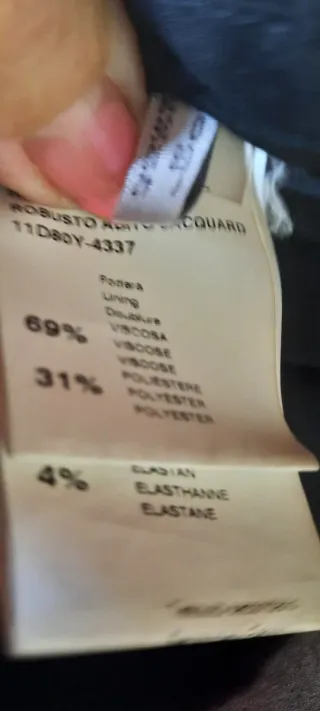 ROBUSTO ABITO JACQUARD
11D80Y-4337
Fodera
Lining
Doublure
69% VISCOSA
VISCOSE
VISCOSE
31% POLIESTERE
POLYESTER
POLYESTER
4%
ELASTHANNE
ELASTANE